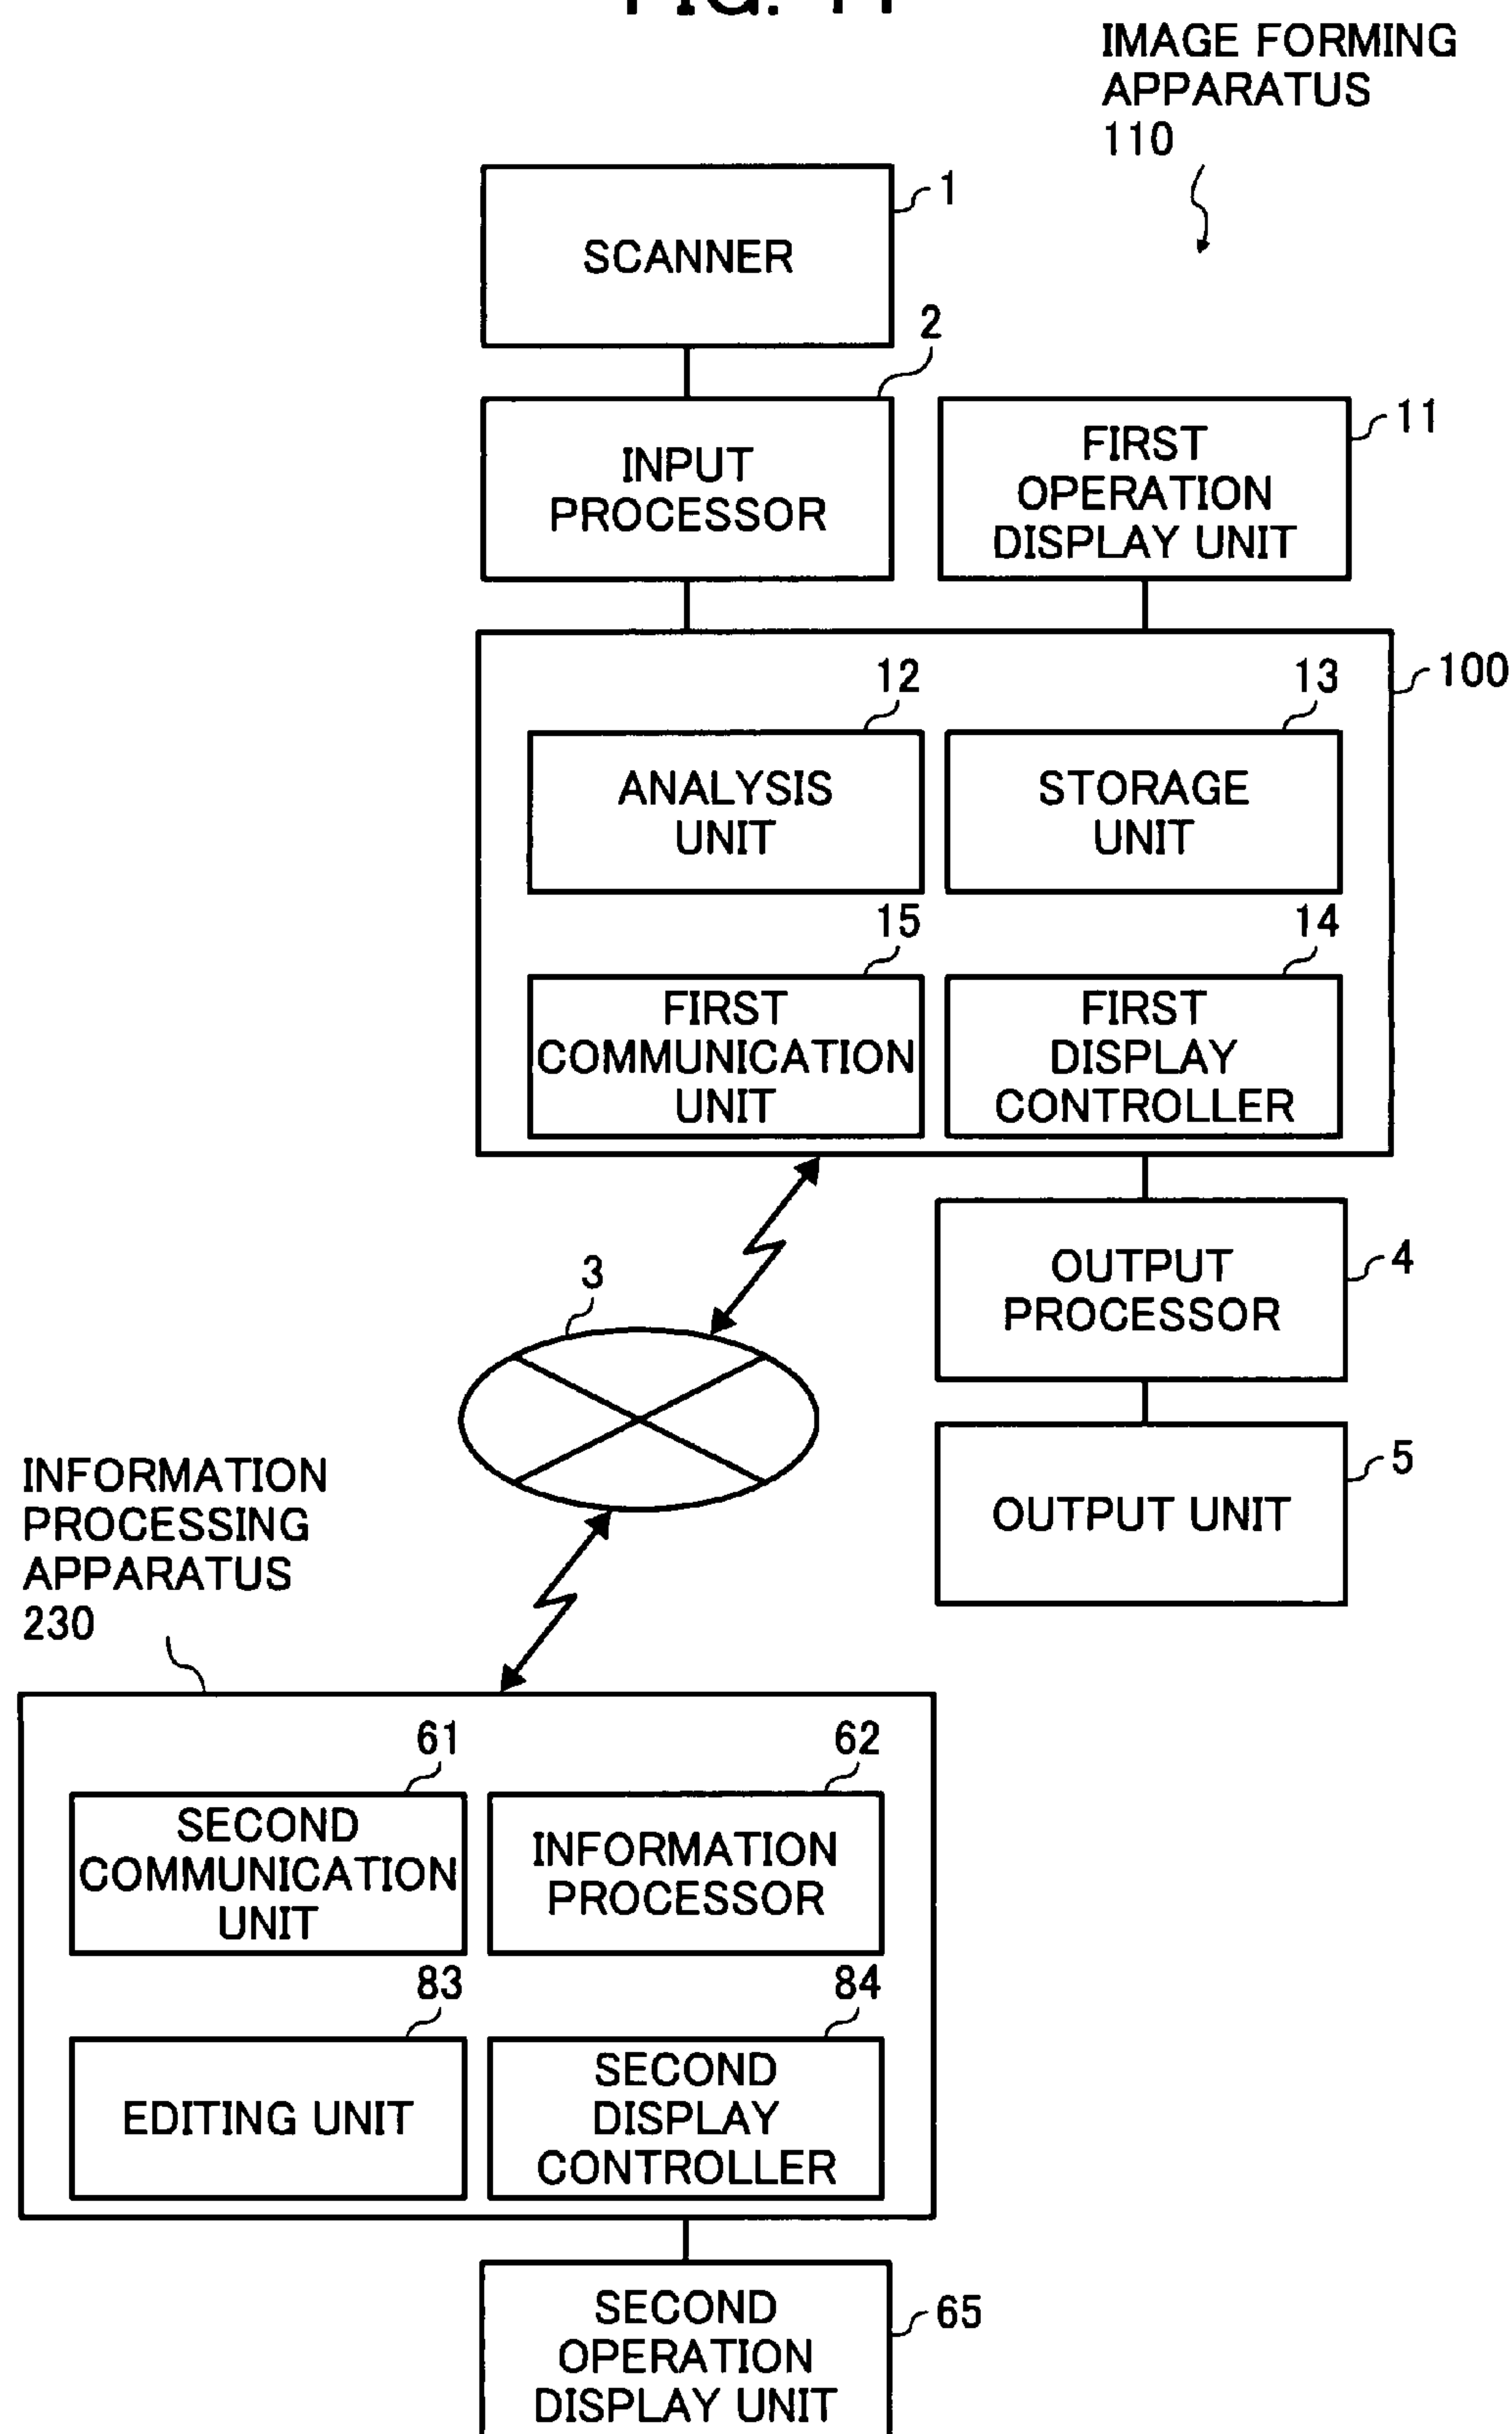 FIG.
IMAGE FORMING
APPARATUS
110
SCANNER
1
2
INPUT
PROCESSOR
FIRST
OPERATION
DISPLAY UNIT
11
100
12
ANALYSIS
UNIT
13
STORAGE
UNIT
15
FIRST
COMMUNICATION
UNIT
14
FIRST
DISPLAY
CONTROLLER
3
OUTPUT
PROCESSOR
4
OUTPUT UNIT
5
INFORMATION
PROCESSING
APPARATUS
230
61
SECOND
COMMUNICATION
UNIT
62
INFORMATION
PROCESSOR
83
EDITING UNIT
84
SECOND
DISPLAY
CONTROLLER
SECOND
OPERATION
DISPLAY UNIT
65